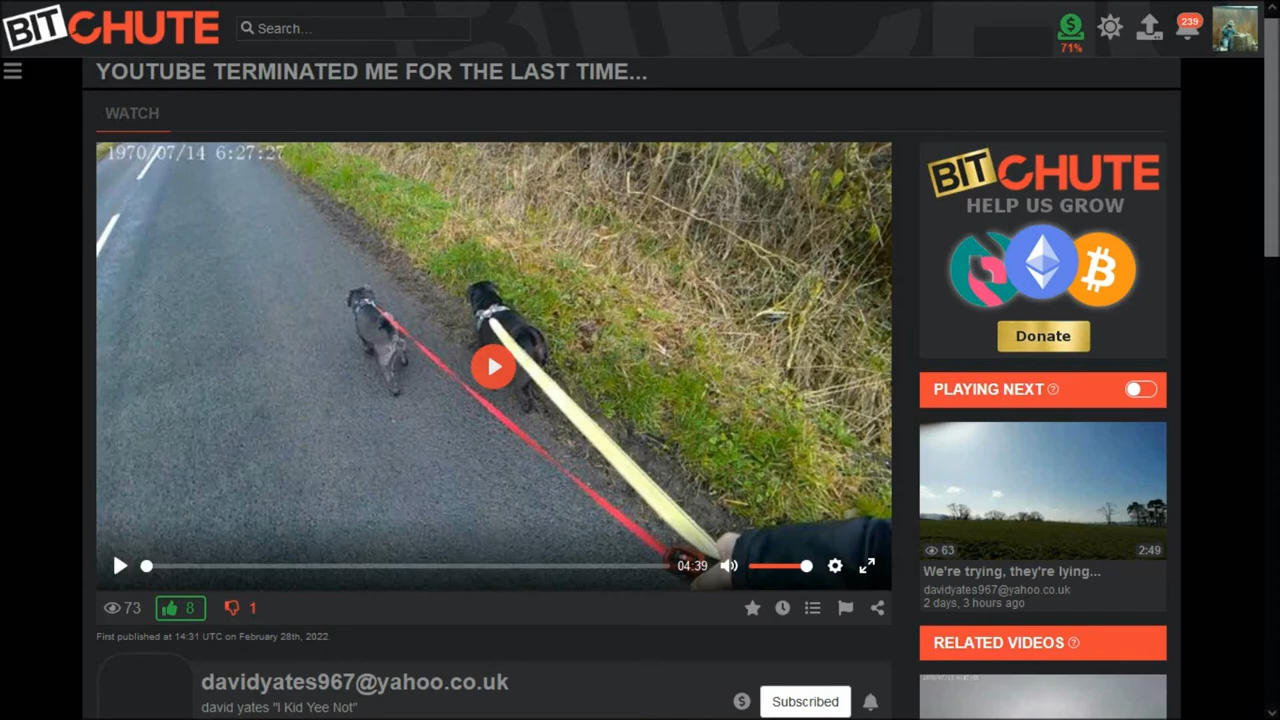 BITCHUTE
Search...
71%
239
YOUTUBE TERMINATED ME FOR THE LAST TIME...
WATCH
1970/07/14 6:27:27
04:39
73
8
1
First published at 14:31 UTC on February 28th, 2022.
davidyates967@yahoo.co.uk
david yates "I Kid Yee Not"
Subscribed
BITCHUTE
HELP US GROW
Donate
PLAYING NEXT
63
2:49
We're trying, they're lying...
davidyates967@yahoo.co.uk
2 days, 3 hours ago
RELATED VIDEOS